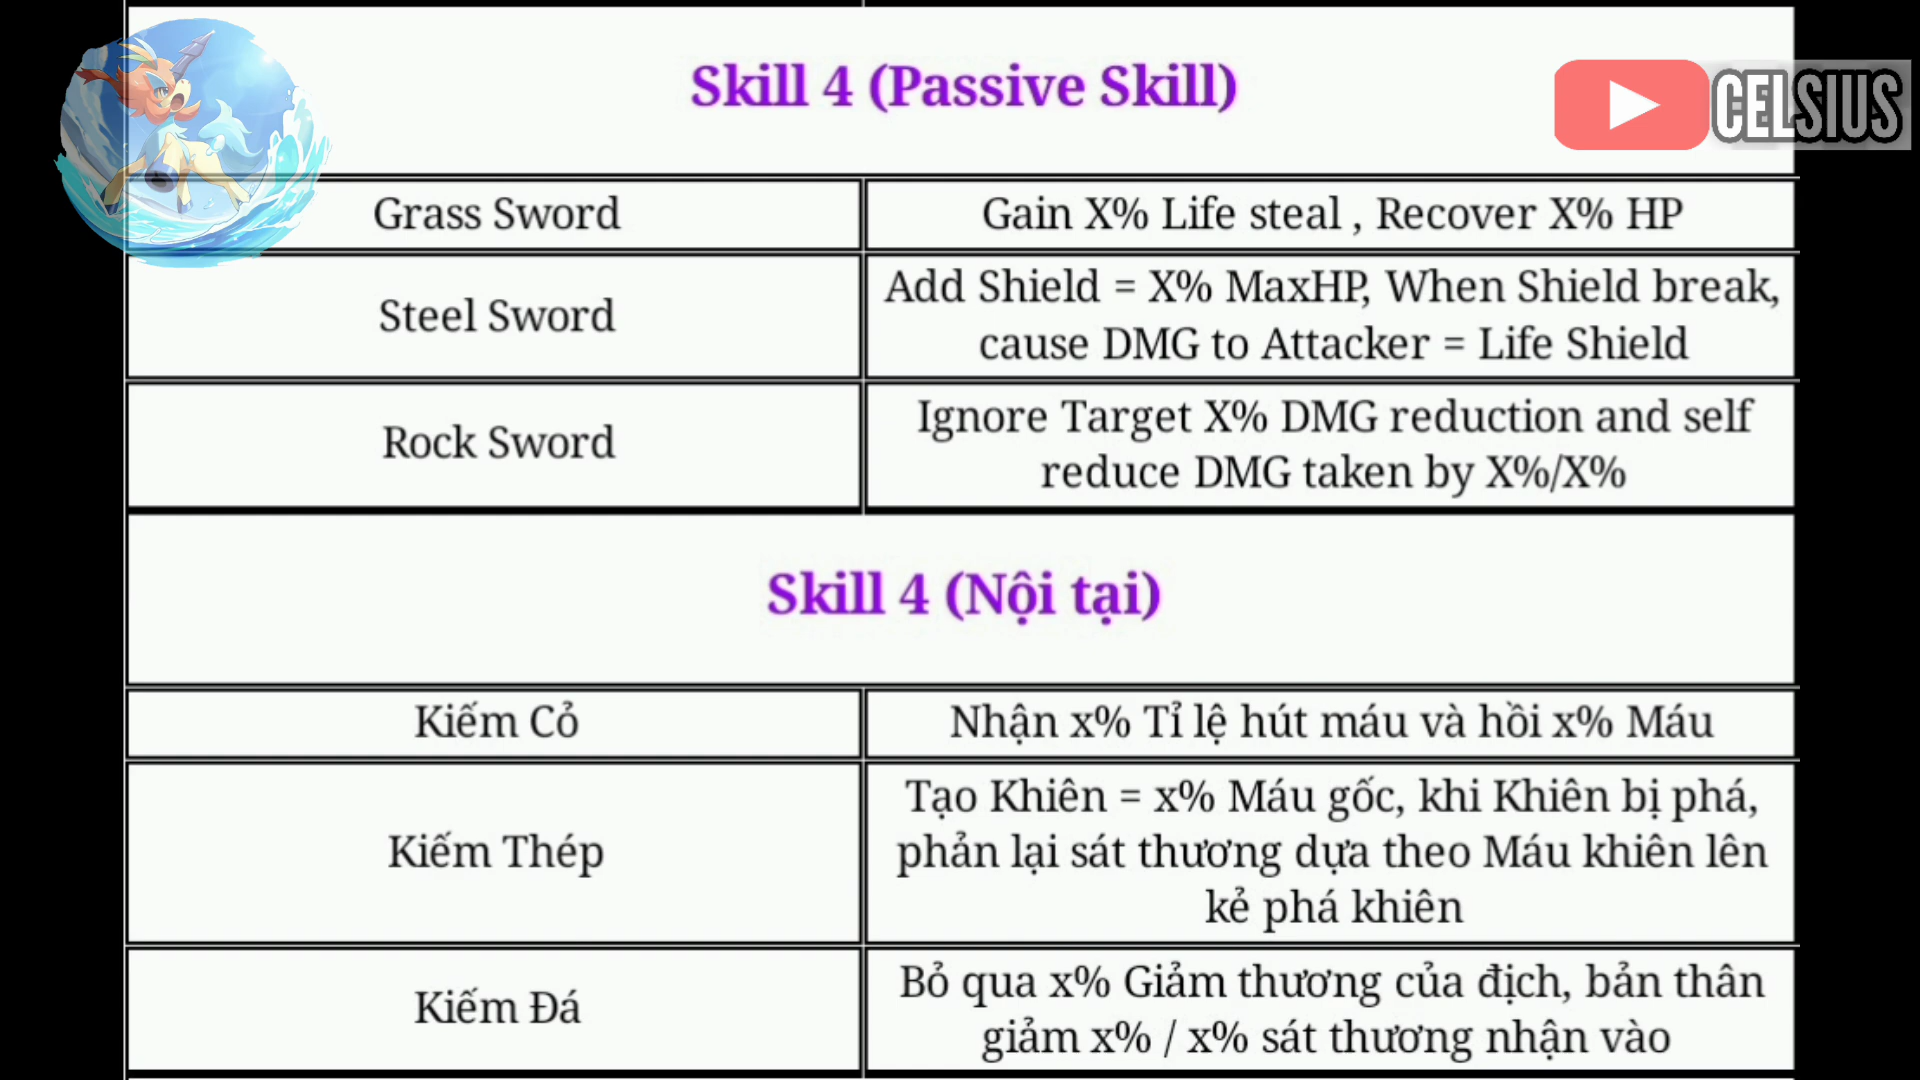 Skill 4 (Passive Skill)
CELSIUS
Grass Sword
Gain X% Life steal , Recover X% HP
Steel Sword
Add Shield = X% MaxHP, When Shield break,
cause DMG to Attacker = Life Shield
Rock Sword
Ignore Target X% DMG reduction and self
reduce DMG taken by X%/X%
Skill 4 (Nội tại)
Kiếm Cỏ
Nhận x% Tỉ lệ hút máu và hồi x% Máu
Kiếm Thép
Tạo Khiên = x% Máu gốc, khi Khiên bị phá,
phản lại sát thương dựa theo Máu khiên lên
kẻ phá khiên
Kiếm Đá
Bỏ qua x% Giảm thương của địch, bản thân
giảm x% / x% sát thương nhận vào